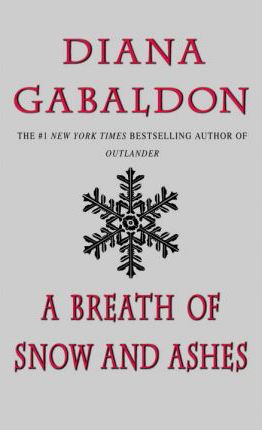 DIANA
GABALDON
THE #1 NEW YORK TIMES BESTSELLING AUTHOR OF
OUTLANDER
A BREATH OF
SNOW AND ASHES